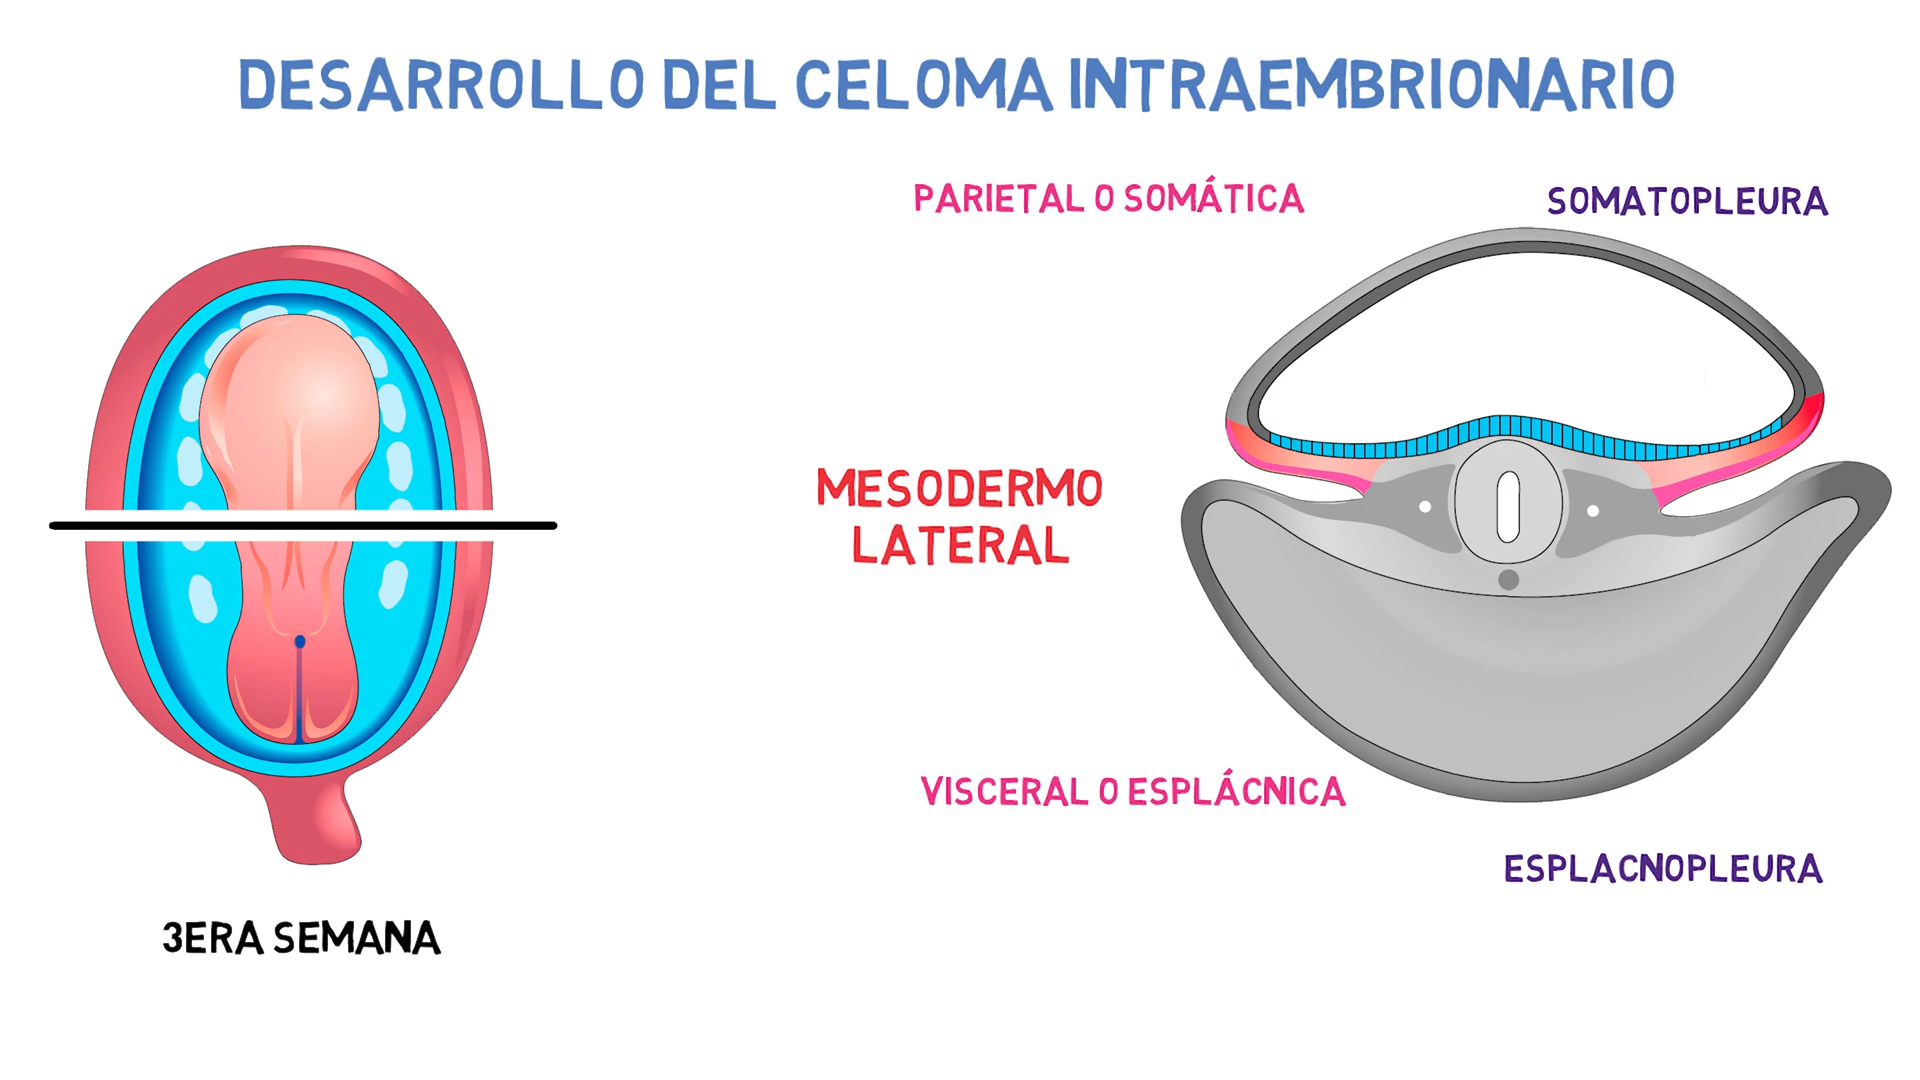 DESARROLLO DEL CELOMA INTRAEMBRIONARIO
PARIETAL O SOMÁTICA
SOMATOPLEURA
MESODERMO
LATERAL
VISCERAL O ESPLÁCNICA
ESPLACNOPLEURA
3ERA SEMANA